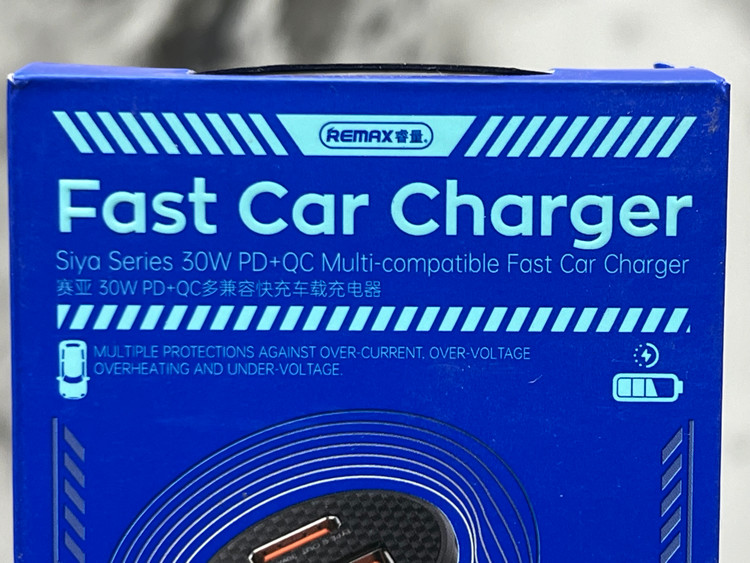 REMAX睿量.
Fast Car Charger
Siya Series 30W PD+QC Multi-compatible Fast Car Charger
赛亚 30W PD+QC多兼容快充车载充电器
MULTIPLE PROTECTIONS AGAINST OVER-CURRENT, OVER-VOLTAGE
OVERHEATING AND UNDER-VOLTAGE.